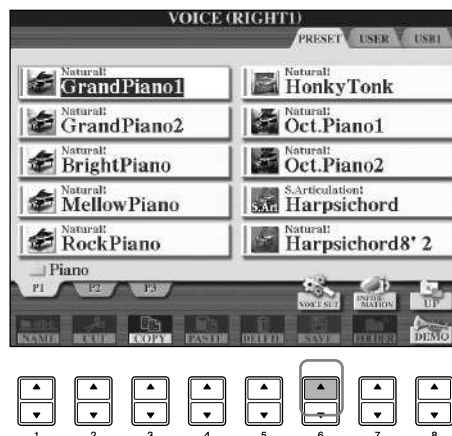 VOICE (RIGHT1)
PRESET USER USB1
Natural!
GrandPiano1
Natural!
GrandPiano2
Natural!
BrightPiano
Natural!
MellowPiano
Natural!
RockPiano
Natural!
HonkyTonk
Natural!
Oct.Piano1
Natural!
Oct.Piano2
S.Articulation!
S.Art
Harpsichord
Natural!
Harpsichord8' 2
Piano
P1 P2 P3
VOICE SET
INFOR-
MATION
UP
NAME CUT COPY PASTE DELETE SAVE FOLDER DEMO
1 2 3 4 5 6 7 8